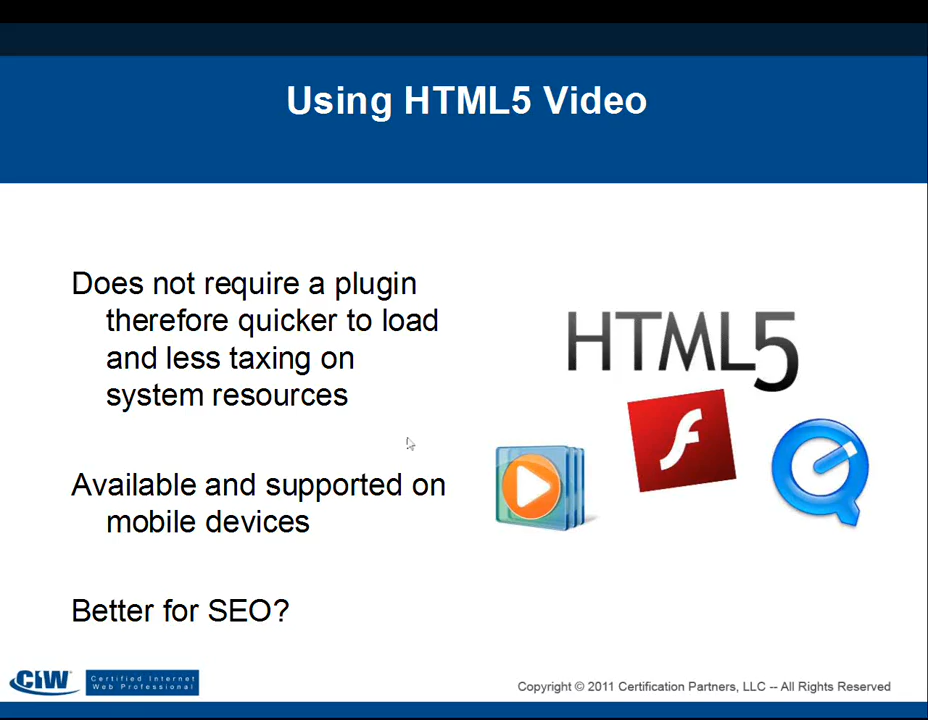 Using HTML5 Video
Does not require a plugin
therefore quicker to load
and less taxing on
system resources
HTML5
Available and supported on
mobile devices
Better for SEO?
CIW
Certified Internet
Web Professional
Copyright © 2011 Certification Partners, LLC -- All Rights Reserved